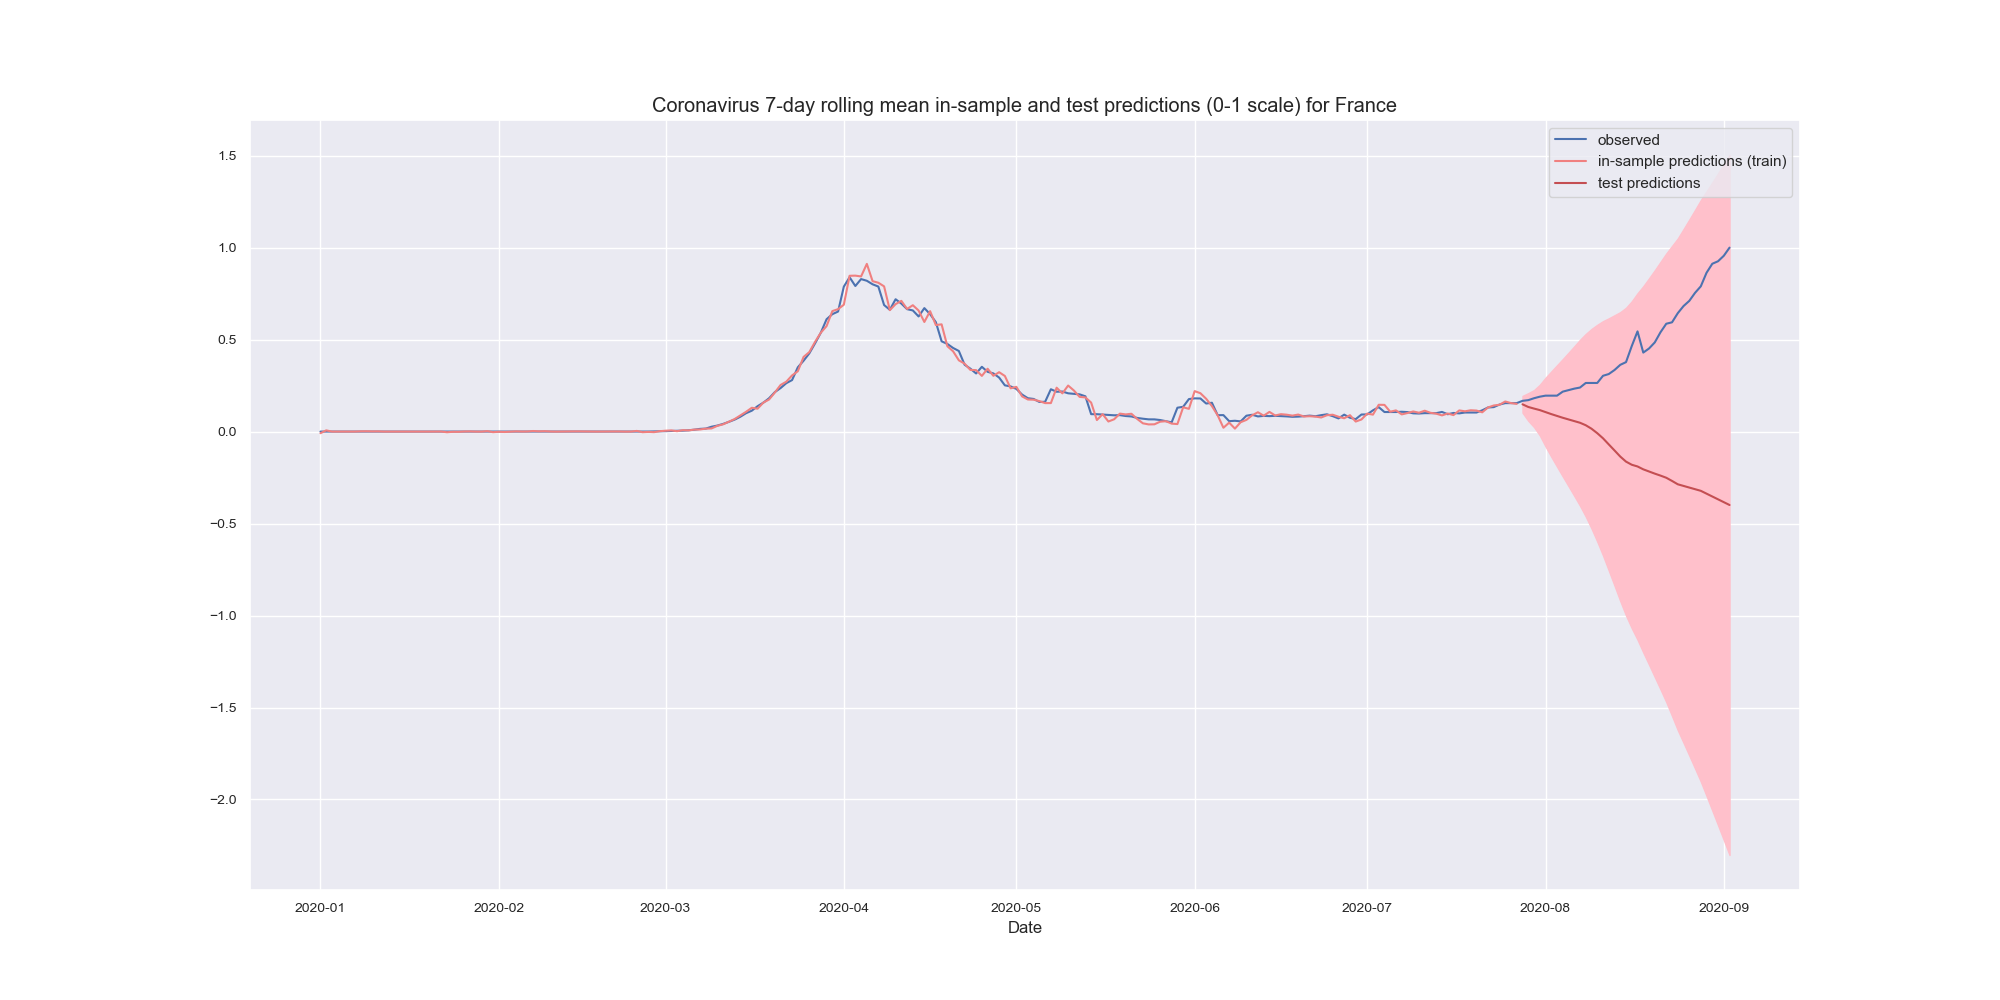 Coronavirus 7-day rolling mean in-sample and test predictions (0-1 scale) for France
observed
in-sample predictions (train)
test predictions
1.5
1.0
0.5
0.0
−0.5
−1.0
−1.5
−2.0
2020-01 2020-02 2020-03 2020-04 2020-05 2020-06 2020-07 2020-08 2020-09
Date